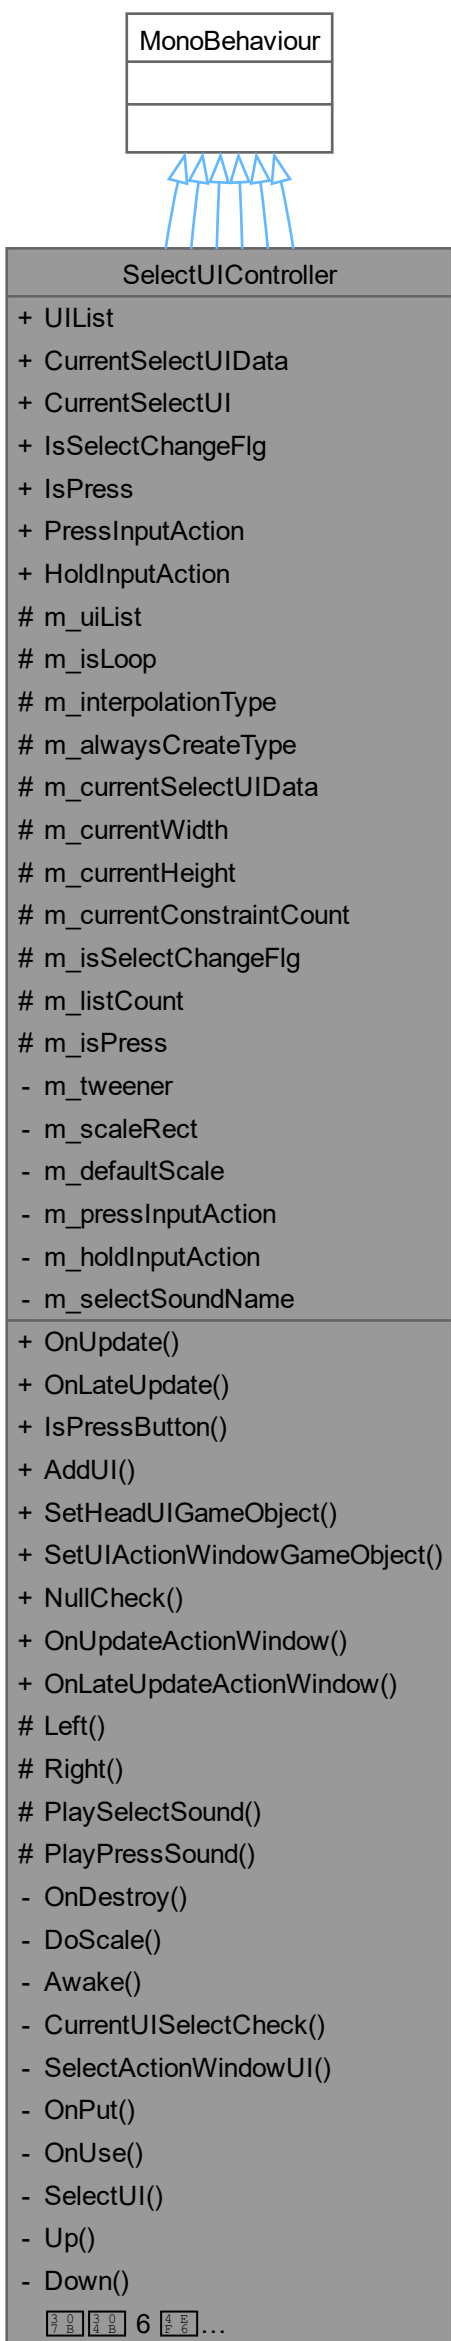 MonoBehaviour
SelectUIController
+ UIList
+ CurrentSelectUIData
+ CurrentSelectUI
+ IsSelectChangeFlg
+ IsPress
+ PressInputAction
+ HoldInputAction
# m_uiList
# m_isLoop
# m_interpolationType
# m_alwaysCreateType
# m_currentSelectUIData
# m_currentWidth
# m_currentHeight
# m_currentConstraintCount
# m_isSelectChangeFlg
# m_listCount
# m_isPress
- m_tweener
- m_scaleRect
- m_defaultScale
- m_pressInputAction
- m_holdInputAction
- m_selectSoundName
+ OnUpdate()
+ OnLateUpdate()
+ IsPressButton()
+ AddUI()
+ SetHeadUIGameObject()
+ SetUIActionWindowGameObject()
+ NullCheck()
+ OnUpdateActionWindow()
+ OnLateUpdateActionWindow()
# Left()
# Right()
# PlaySelectSound()
# PlayPressSound()
- OnDestroy()
- DoScale()
- Awake()
- CurrentUISelectCheck()
- SelectActionWindowUI()
- OnPut()
- OnUse()
- SelectUI()
- Up()
- Down()
6 ...